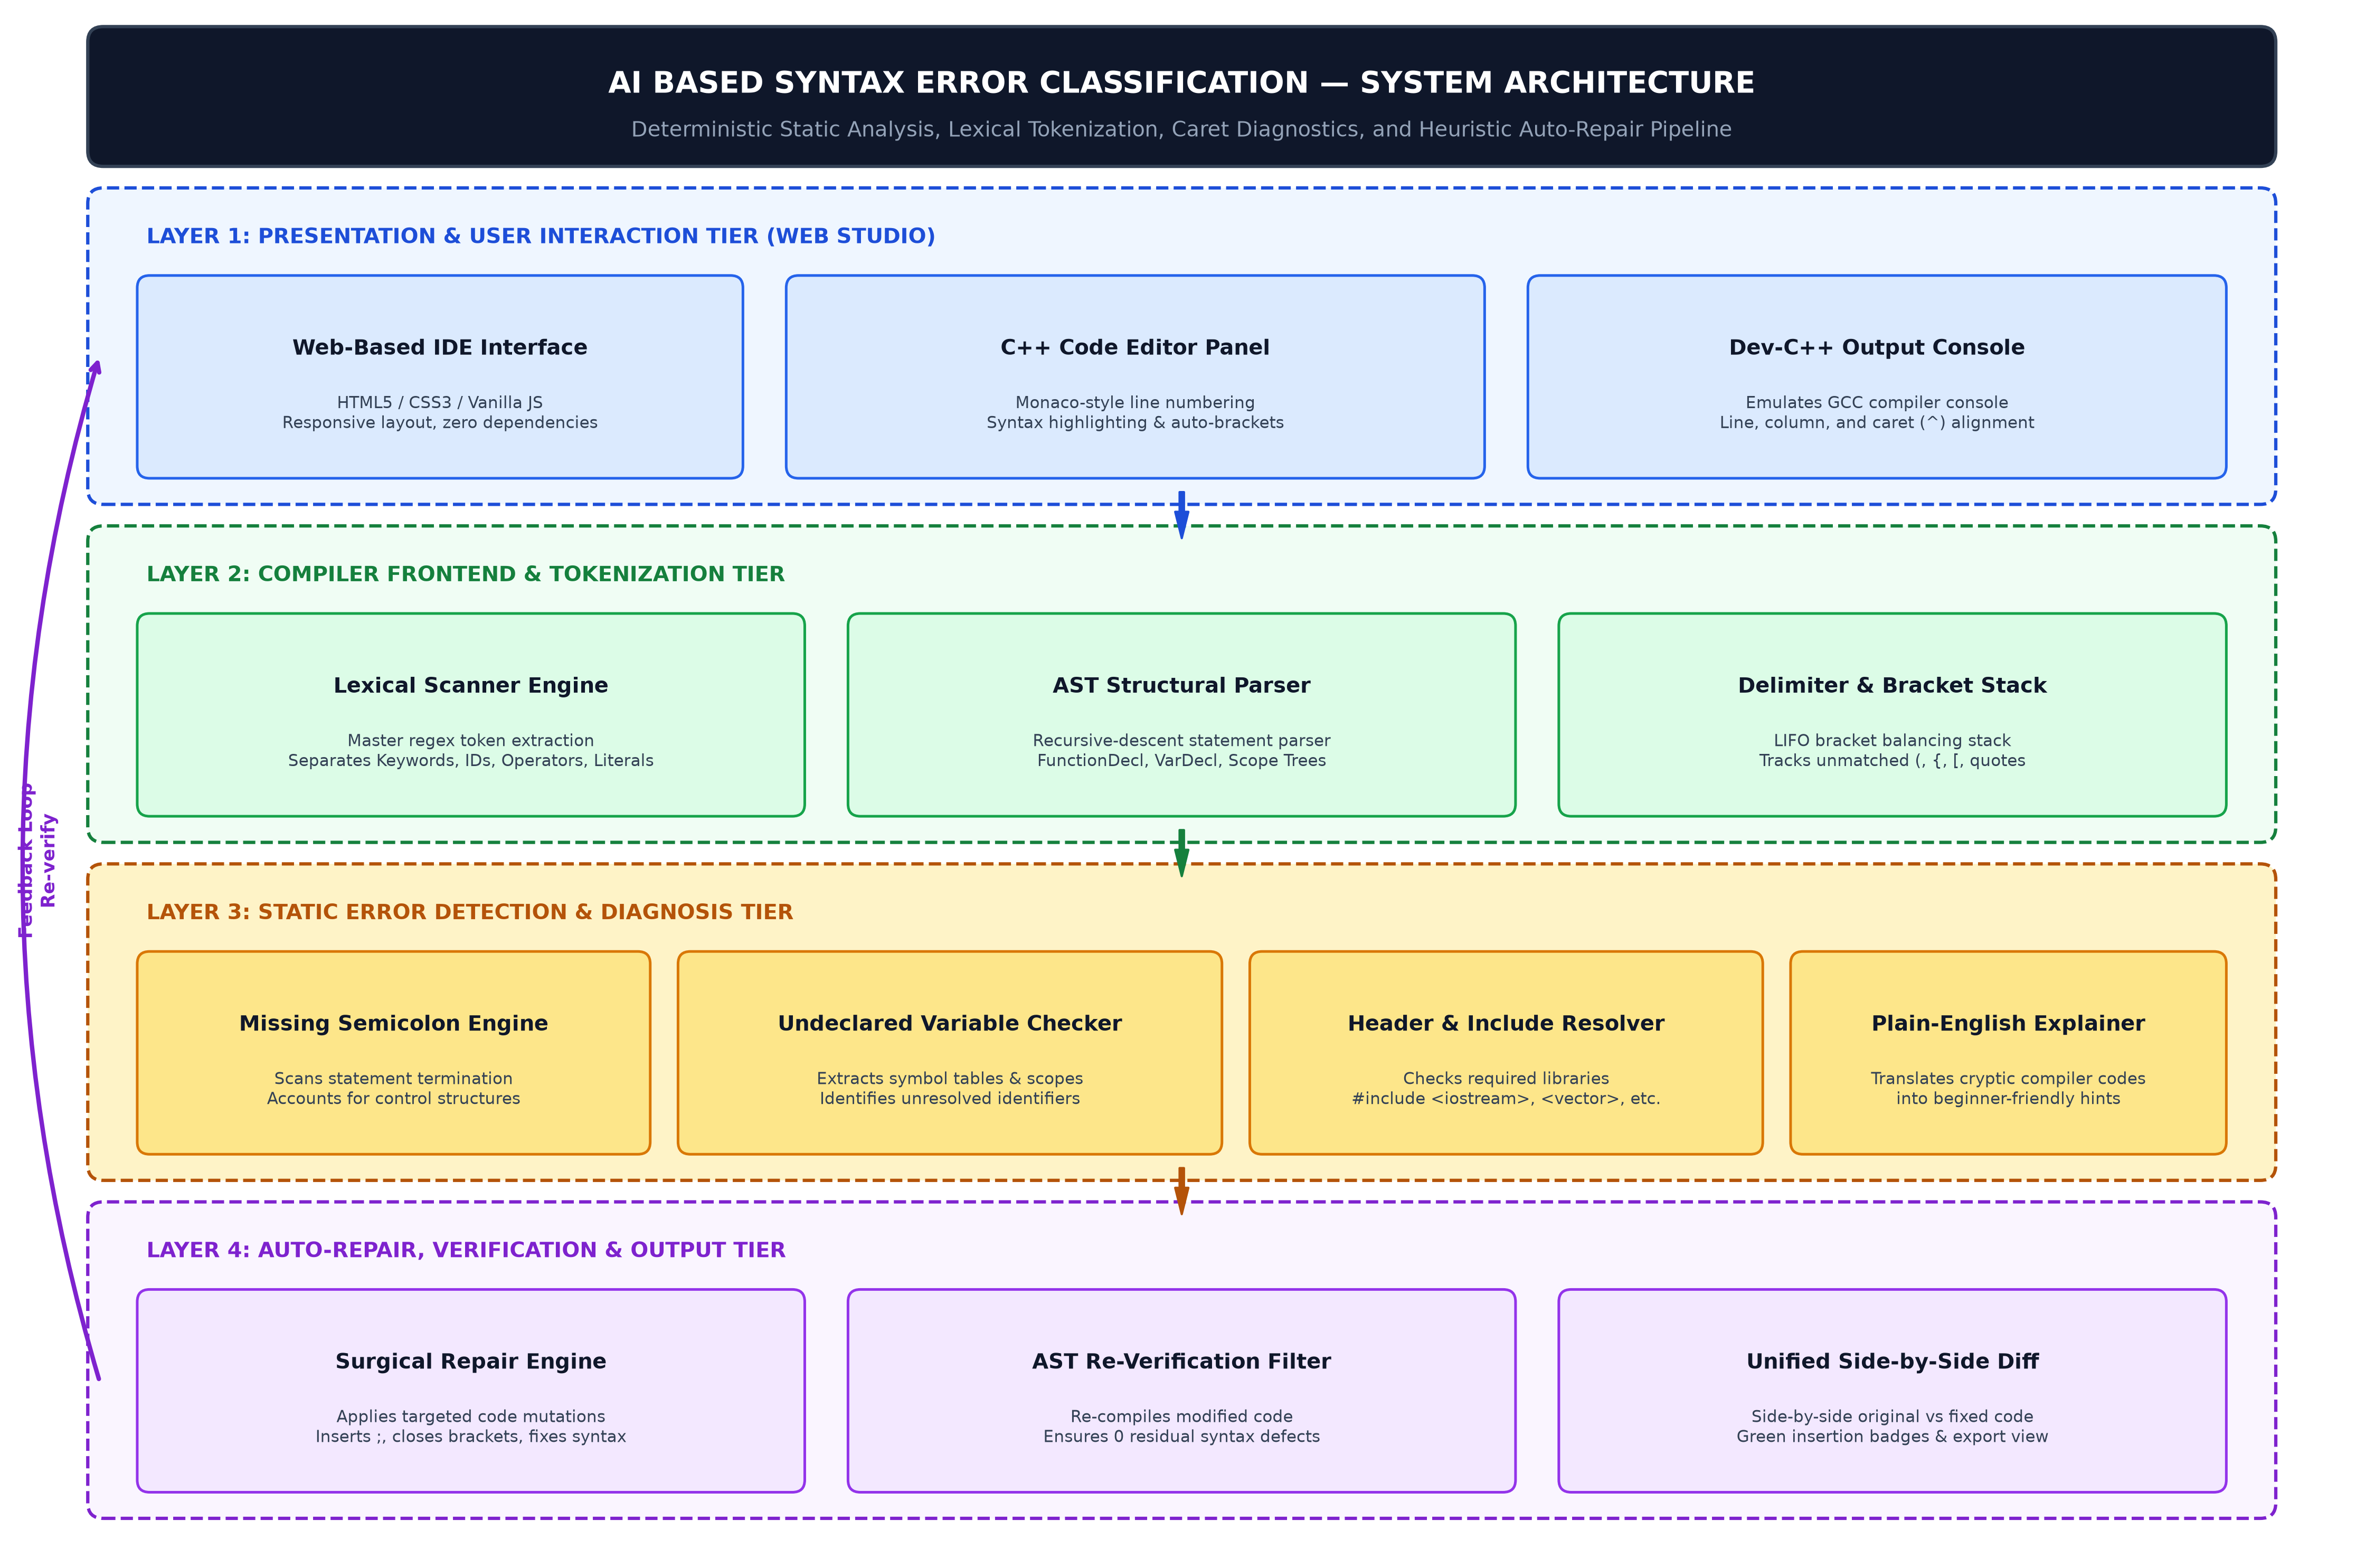 AI BASED SYNTAX ERROR CLASSIFICATION — SYSTEM ARCHITECTURE
Deterministic Static Analysis, Lexical Tokenization, Caret Diagnostics, and Heuristic Auto-Repair Pipeline
LAYER 1: PRESENTATION & USER INTERACTION TIER (WEB STUDIO)
Web-Based IDE Interface
HTML5 / CSS3 / Vanilla JS
Responsive layout, zero dependencies
C++ Code Editor Panel
Monaco-style line numbering
Syntax highlighting & auto-brackets
Dev-C++ Output Console
Emulates GCC compiler console
Line, column, and caret (^) alignment
LAYER 2: COMPILER FRONTEND & TOKENIZATION TIER
Lexical Scanner Engine
Master regex token extraction
Separates Keywords, IDs, Operators, Literals
AST Structural Parser
Recursive-descent statement parser
FunctionDecl, VarDecl, Scope Trees
Delimiter & Bracket Stack
LIFO bracket balancing stack
Tracks unmatched (, {, [, quotes
Feedback Loop
Re-verify
LAYER 3: STATIC ERROR DETECTION & DIAGNOSIS TIER
Missing Semicolon Engine
Scans statement termination
Accounts for control structures
Undeclared Variable Checker
Extracts symbol tables & scopes
Identifies unresolved identifiers
Header & Include Resolver
Checks required libraries
#include <iostream>, <vector>, etc.
Plain-English Explainer
Translates cryptic compiler codes
into beginner-friendly hints
LAYER 4: AUTO-REPAIR, VERIFICATION & OUTPUT TIER
Surgical Repair Engine
Applies targeted code mutations
Inserts ;, closes brackets, fixes syntax
AST Re-Verification Filter
Re-compiles modified code
Ensures 0 residual syntax defects
Unified Side-by-Side Diff
Side-by-side original vs fixed code
Green insertion badges & export view